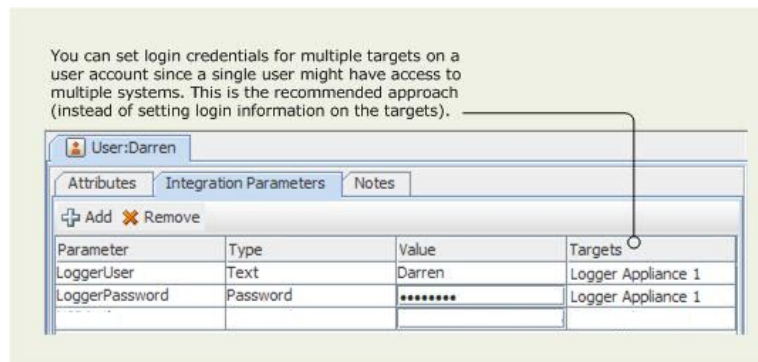 You can set login credentials for multiple targets on a
user account since a single user might have access to
multiple systems. This is the recommended approach
(instead of setting login information on the targets).
User:Darren
Attributes Integration Parameters Notes
Add Remove
Parameter Type Value Targets
LoggerUser Text Darren Logger Appliance 1
LoggerPassword Password •••••••• Logger Appliance 1